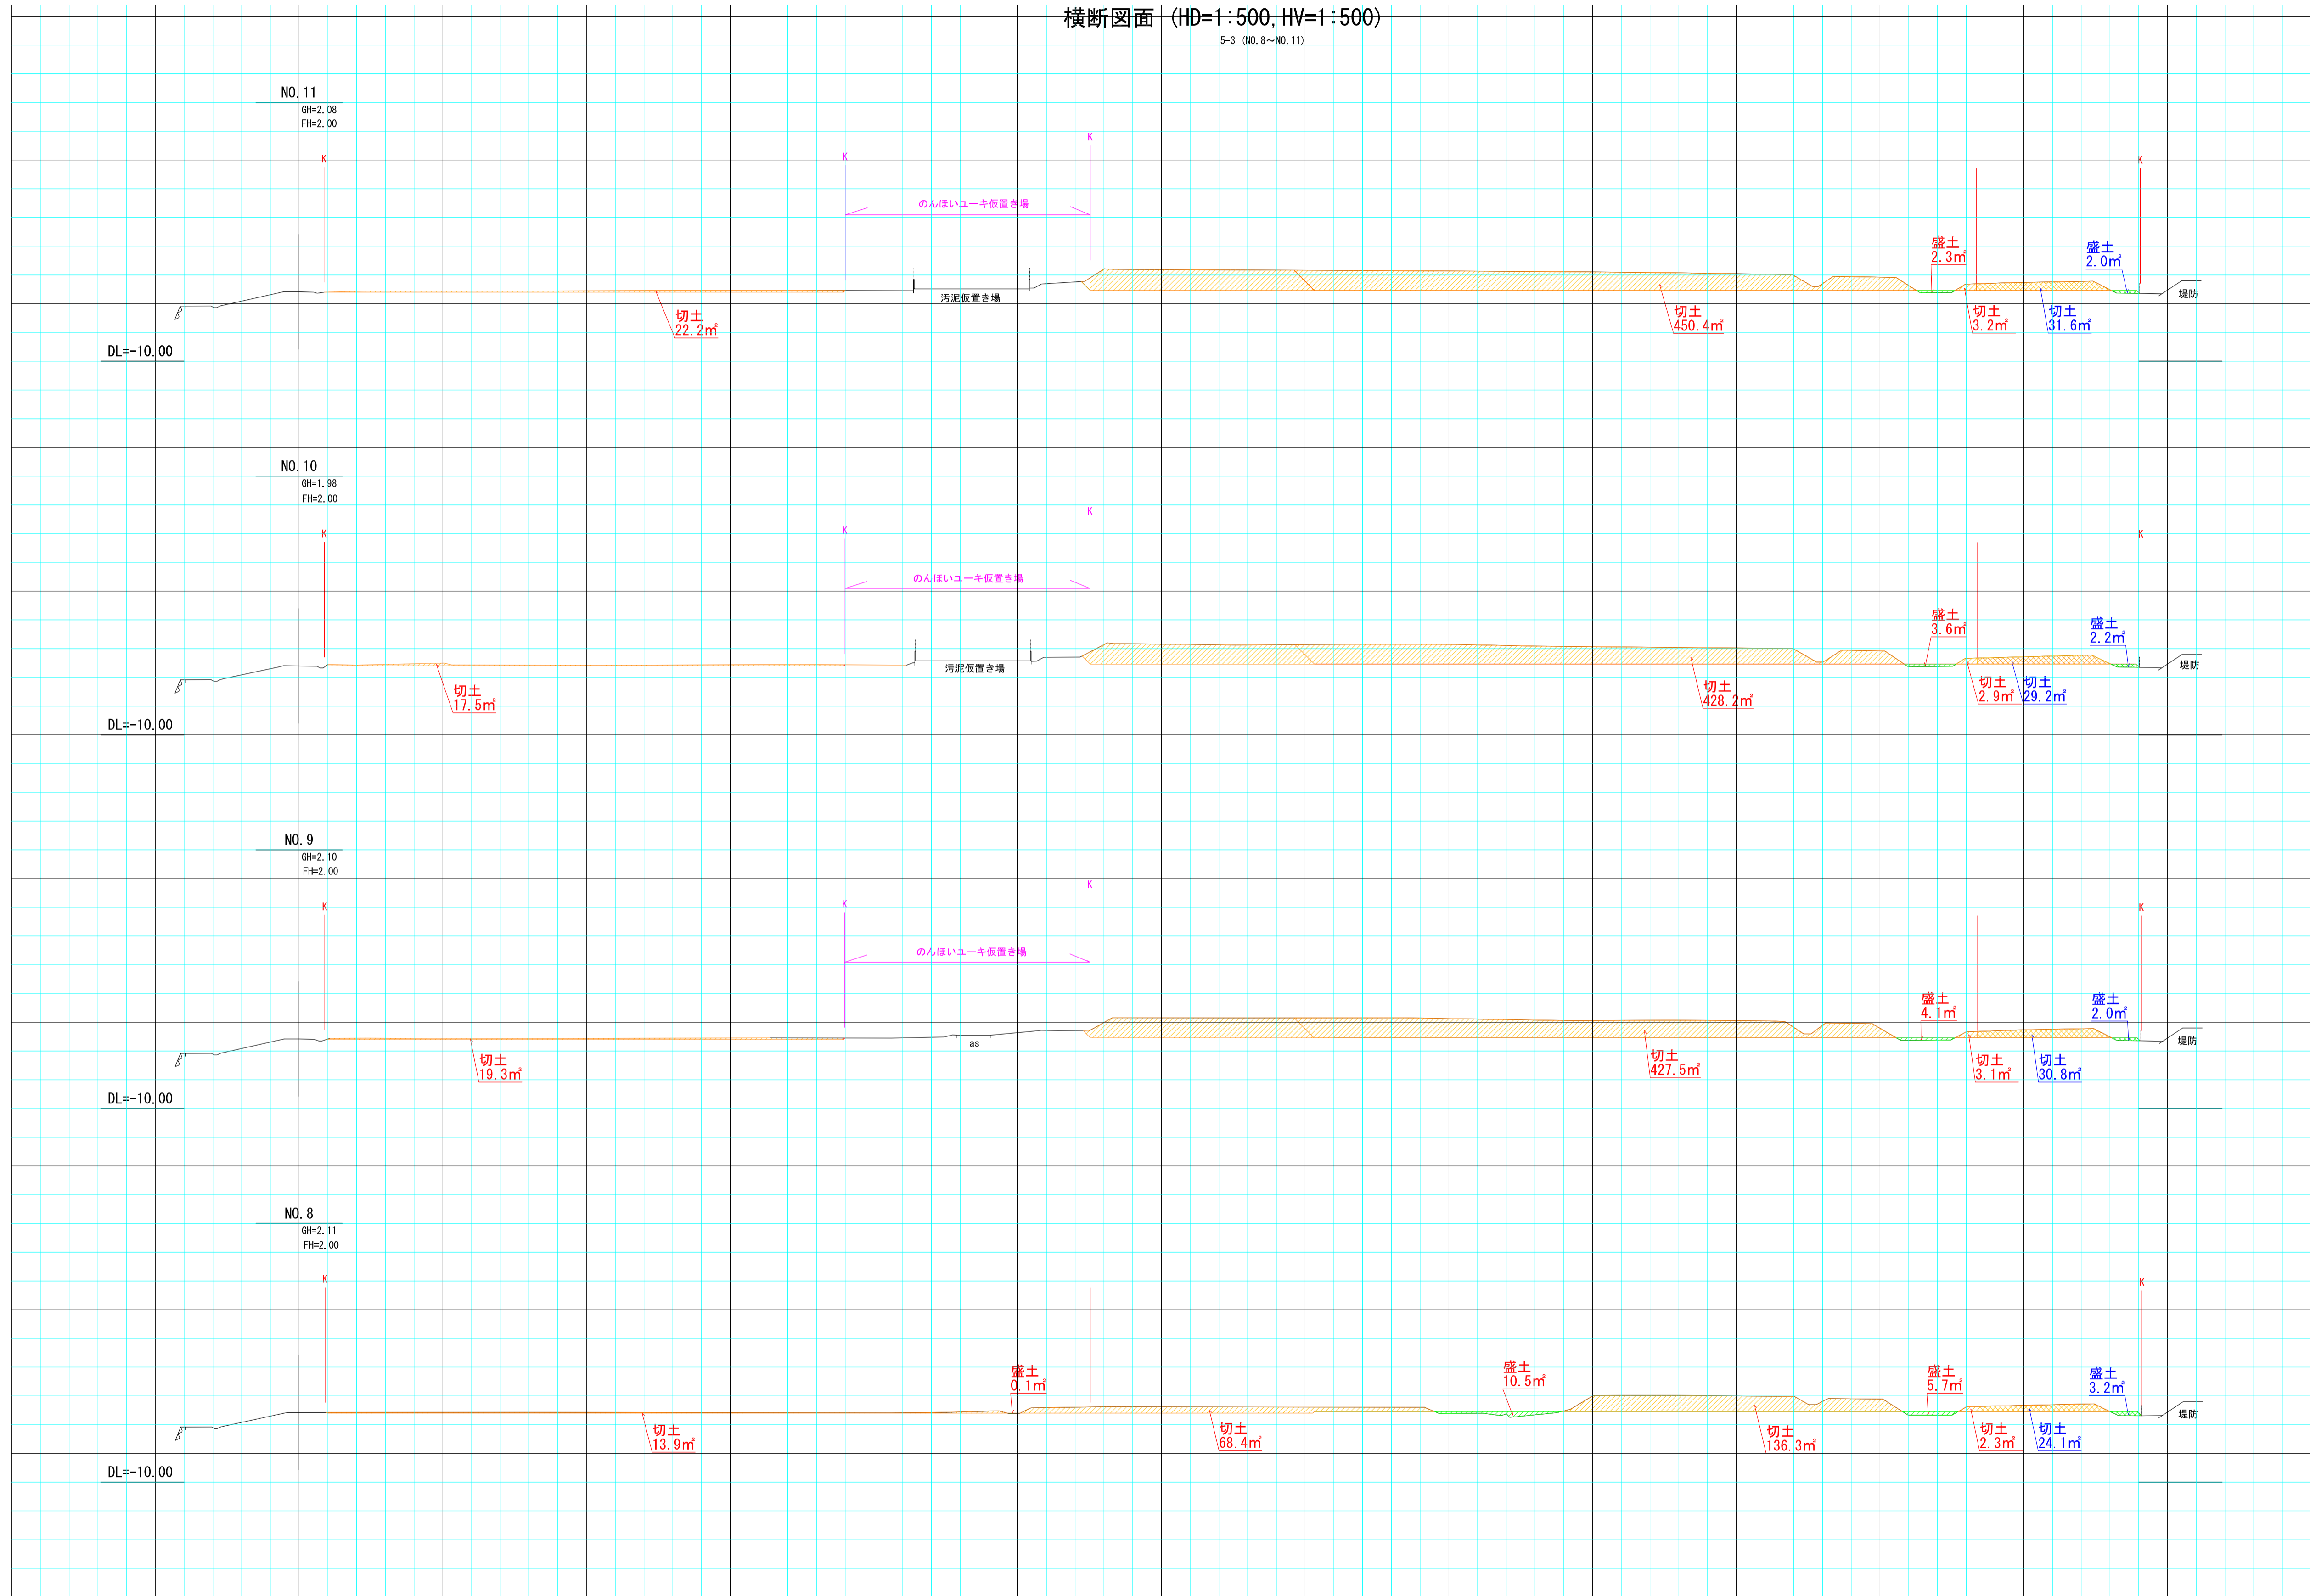 横断図面 (HD=1:500,HV=1:500)
5-3 (NO.8～NO.11)
NO.11
GH=2.08
FH=2.00
K
K
K
K
のんほいユーキ仮置き場
汚泥仮置き場
盛土
2.3㎡
盛土
2.0㎡
堤防
切土
22.2㎡
切土
450.4㎡
切土
3.2㎡
切土
31.6㎡
DL=-10.00
NO.10
GH=1.98
FH=2.00
K
K
K
K
のんほいユーキ仮置き場
汚泥仮置き場
盛土
3.6㎡
盛土
2.2㎡
堤防
切土
17.5㎡
切土
428.2㎡
切土
2.9㎡
切土
29.2㎡
DL=-10.00
NO.9
GH=2.10
FH=2.00
K
K
K
K
のんほいユーキ仮置き場
as
盛土
4.1㎡
盛土
2.0㎡
堤防
切土
19.3㎡
切土
427.5㎡
切土
3.1㎡
切土
30.8㎡
DL=-10.00
NO.8
GH=2.11
FH=2.00
K
K
盛土
0.1㎡
盛土
10.5㎡
盛土
5.7㎡
盛土
3.2㎡
堤防
切土
13.9㎡
切土
68.4㎡
切土
136.3㎡
切土
2.3㎡
切土
24.1㎡
DL=-10.00